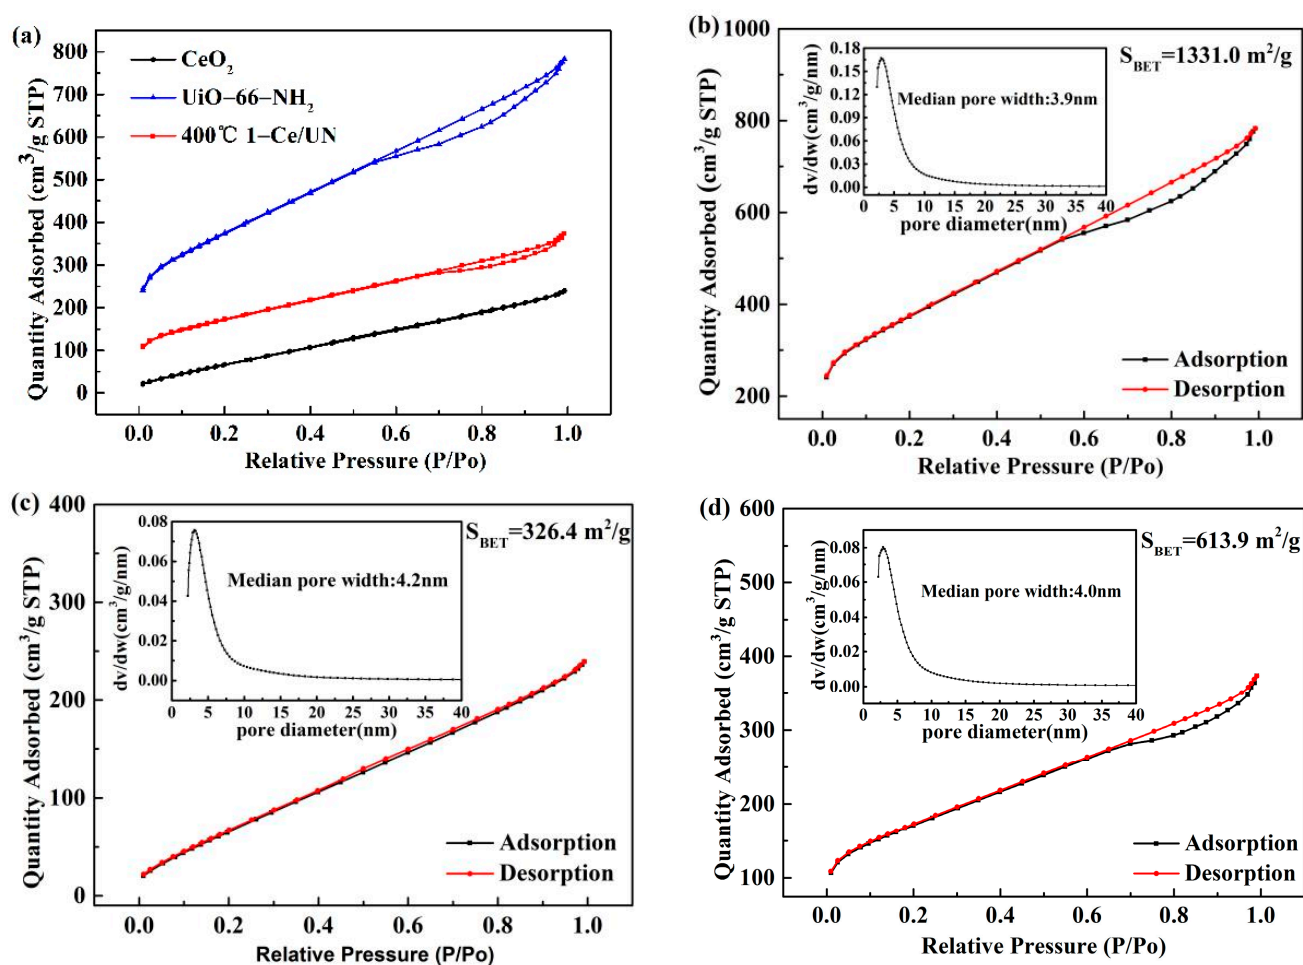 (a)
CeO2
UiO–66–NH2
400℃ 1–Ce/UN
Quantity Adsorbed (cm3/g STP)
800
700
600
500
400
300
200
100
0
0.0 0.2 0.4 0.6 0.8 1.0
Relative Pressure (P/Po)
(b)
SBET=1331.0 m2/g
Median pore width:3.9nm
dv/dw(cm3/g/nm)
0.18
0.15
0.12
0.09
0.06
0.03
0.00
0 5 10 15 20 25 30 35 40
pore diameter(nm)
Quantity Adsorbed (cm3/g STP)
1000
800
600
400
200
Adsorption
Desorption
0.0 0.2 0.4 0.6 0.8 1.0
Relative Pressure (P/Po)
(c)
SBET=326.4 m2/g
Median pore width:4.2nm
dv/dw(cm3/g/nm)
0.08
0.06
0.04
0.02
0.00
0 5 10 15 20 25 30 35 40
pore diameter(nm)
Quantity Adsorbed (cm3/g STP)
400
300
200
100
0
Adsorption
Desorption
0.0 0.2 0.4 0.6 0.8 1.0
Relative Pressure (P/Po)
(d)
SBET=613.9 m2/g
Median pore width:4.0nm
dv/dw(cm3/g/nm)
0.08
0.06
0.04
0.02
0.00
0 5 10 15 20 25 30 35 40
pore diameter(nm)
Quantity Adsorbed (cm3/g STP)
600
500
400
300
200
100
Adsorption
Desorption
0.0 0.2 0.4 0.6 0.8 1.0
Relative Pressure (P/Po)